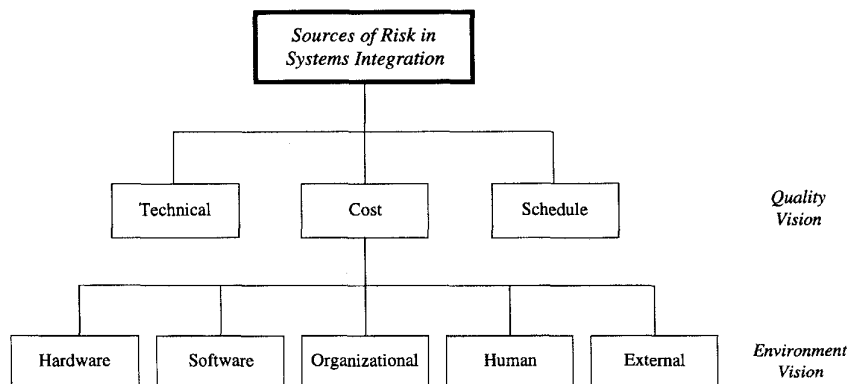 Sources of Risk in
Systems Integration
Technical
Cost
Schedule
Quality
Vision
Hardware
Software
Organizational
Human
External
Environment
Vision